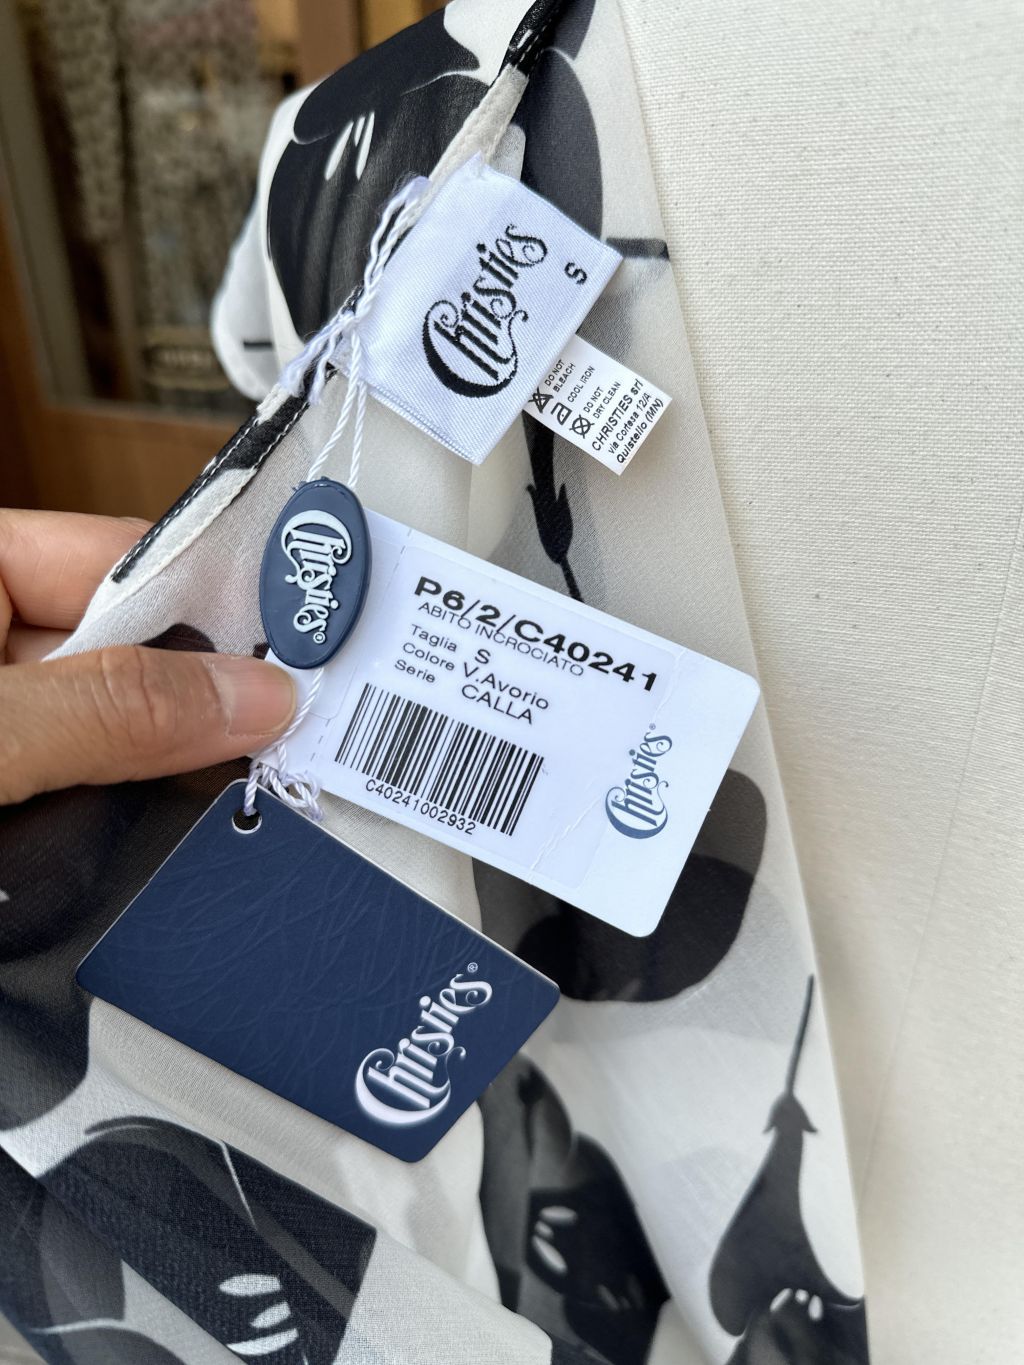 Christies
S
DO NOT
BLEACH
COOL IRON
DO NOT
DRY CLEAN
CHRISTIES srl
via Cortesa 12/A
Quistello (MN)
Christies®
P6/2/C40241
ABITO INCROCIATO
Taglia S
Colore V.Avorio
Serie CALLA
C40241002932
Christies®
Christies®